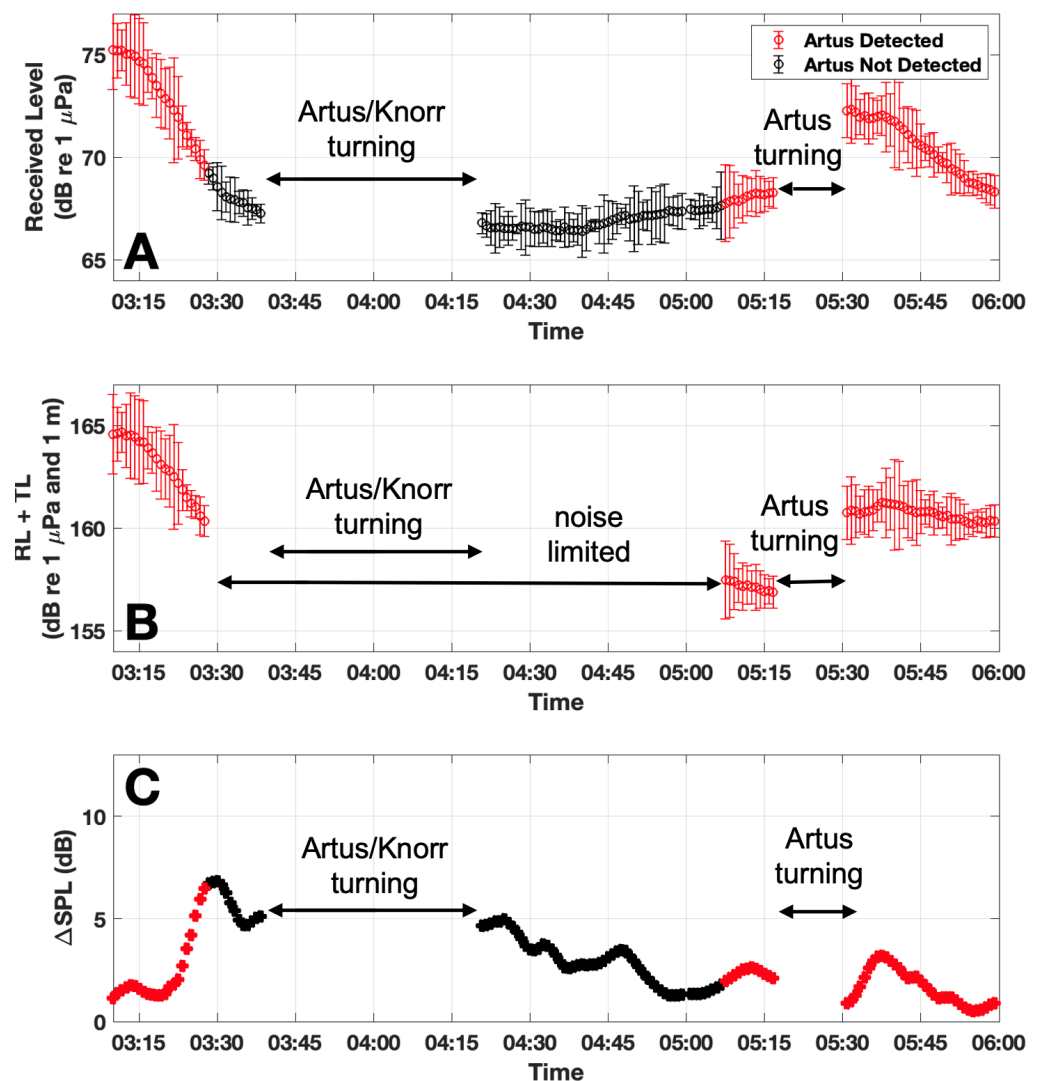 75
70
65
Received Level
(dB re 1 μPa)
Artus Detected
Artus Not Detected
Artus/Knorr
turning
Artus
turning
A
03:15 03:30 03:45 04:00 04:15 04:30 04:45 05:00 05:15 05:30 05:45 06:00
Time
165
160
155
RL + TL
(dB re 1 μPa and 1 m)
Artus/Knorr
turning
noise
limited
Artus
turning
B
03:15 03:30 03:45 04:00 04:15 04:30 04:45 05:00 05:15 05:30 05:45 06:00
Time
C
10
5
0
ΔSPL (dB)
Artus/Knorr
turning
Artus
turning
03:15 03:30 03:45 04:00 04:15 04:30 04:45 05:00 05:15 05:30 05:45 06:00
Time